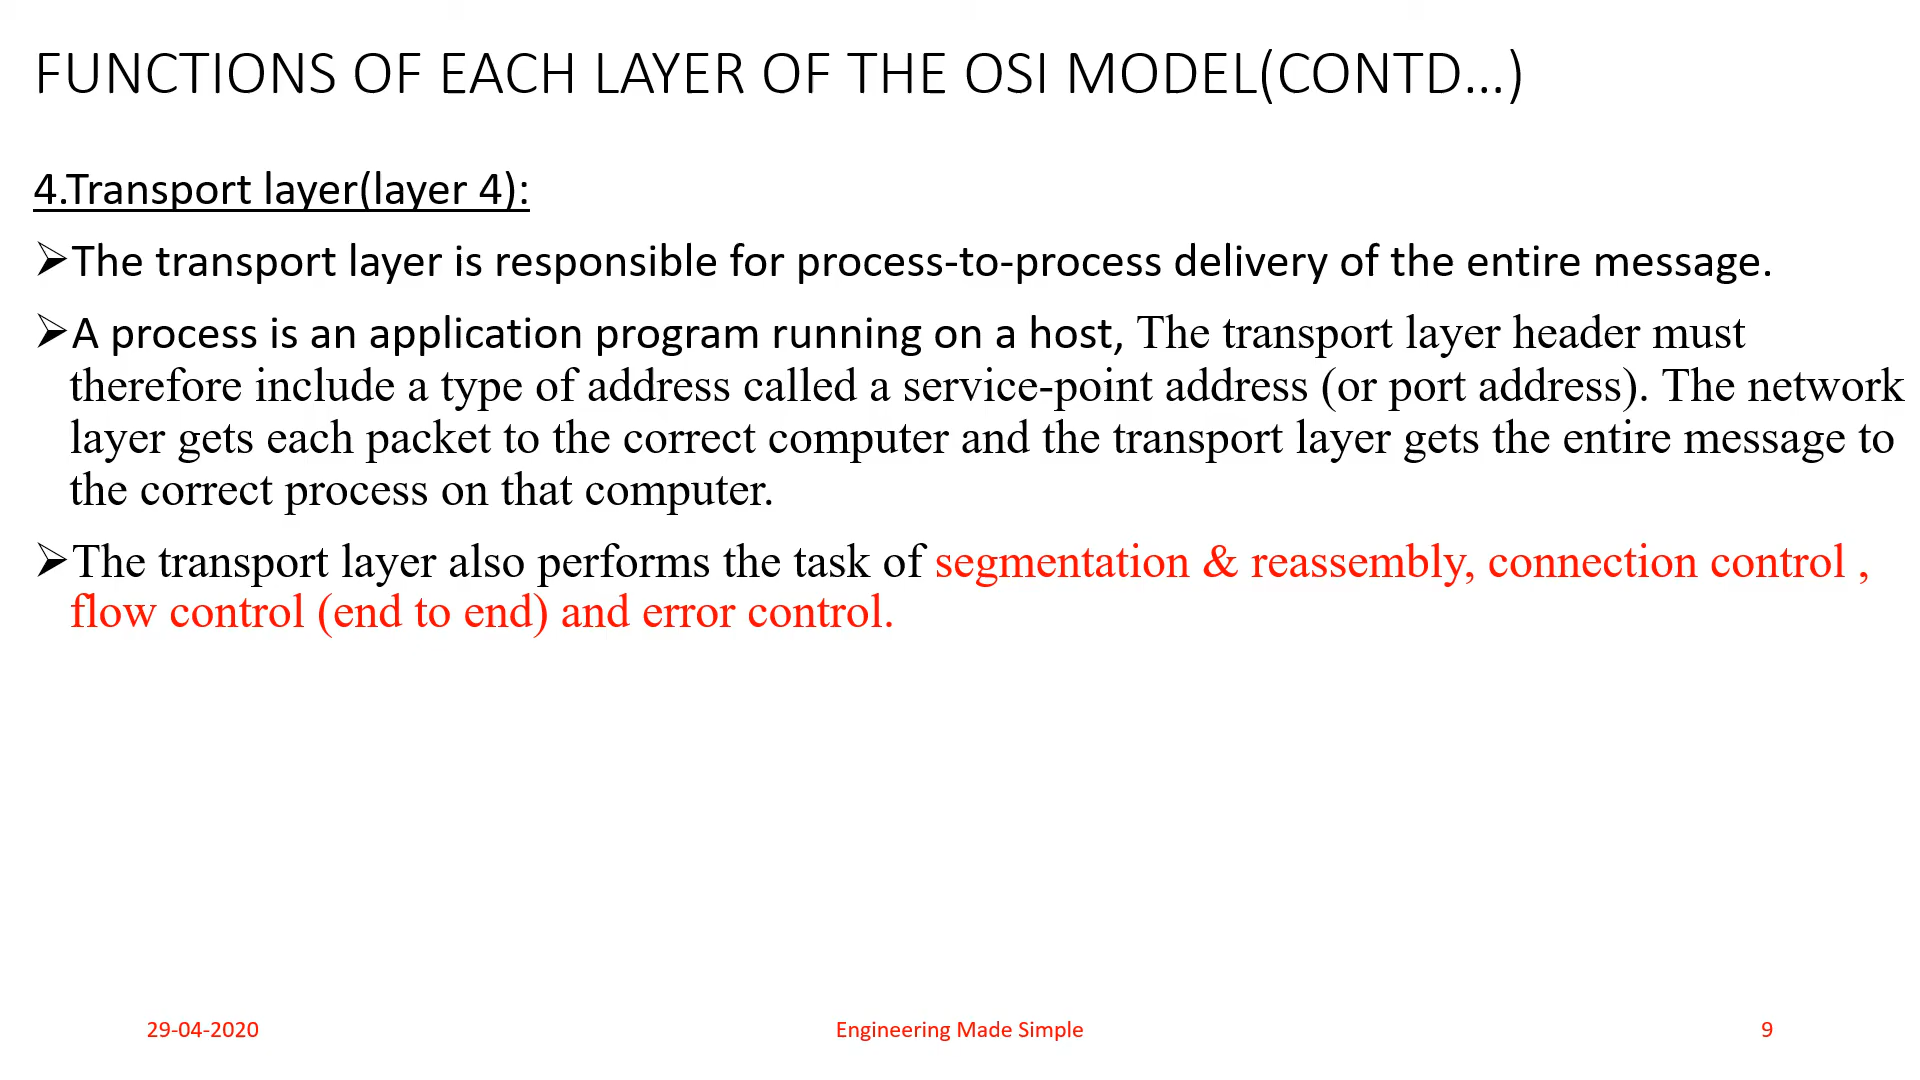 FUNCTIONS OF EACH LAYER OF THE OSI MODEL(CONTD...)
4.Transport layer(layer 4):
➢The transport layer is responsible for process-to-process delivery of the entire message.
➢A process is an application program running on a host, The transport layer header must
therefore include a type of address called a service-point address (or port address). The network
layer gets each packet to the correct computer and the transport layer gets the entire message to
the correct process on that computer.
➢The transport layer also performs the task of segmentation & reassembly, connection control ,
flow control (end to end) and error control.
29-04-2020
Engineering Made Simple
9